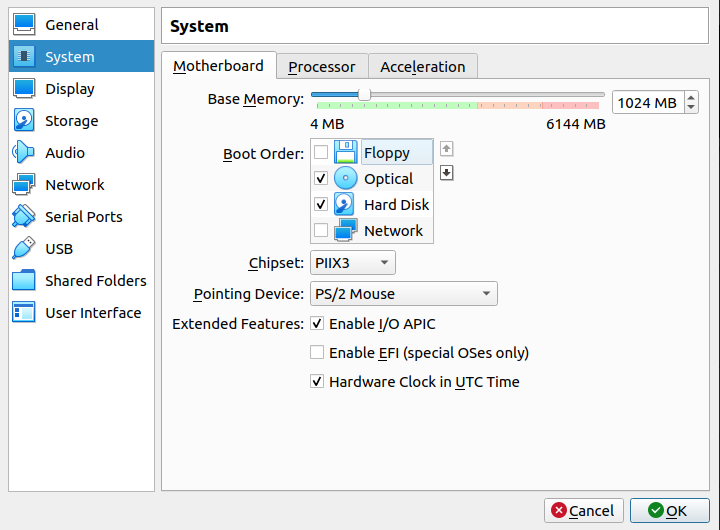 General
System
Display
Storage
Audio
Network
Serial Ports
USB
Shared Folders
User Interface
System
Motherboard
Processor
Acceleration
Base Memory:
1024 MB
4 MB
6144 MB
Boot Order:
Floppy
Optical
Hard Disk
Network
Chipset:
PIIX3
Pointing Device:
PS/2 Mouse
Extended Features:
Enable I/O APIC
Enable EFI (special OSes only)
Hardware Clock in UTC Time
Cancel
OK